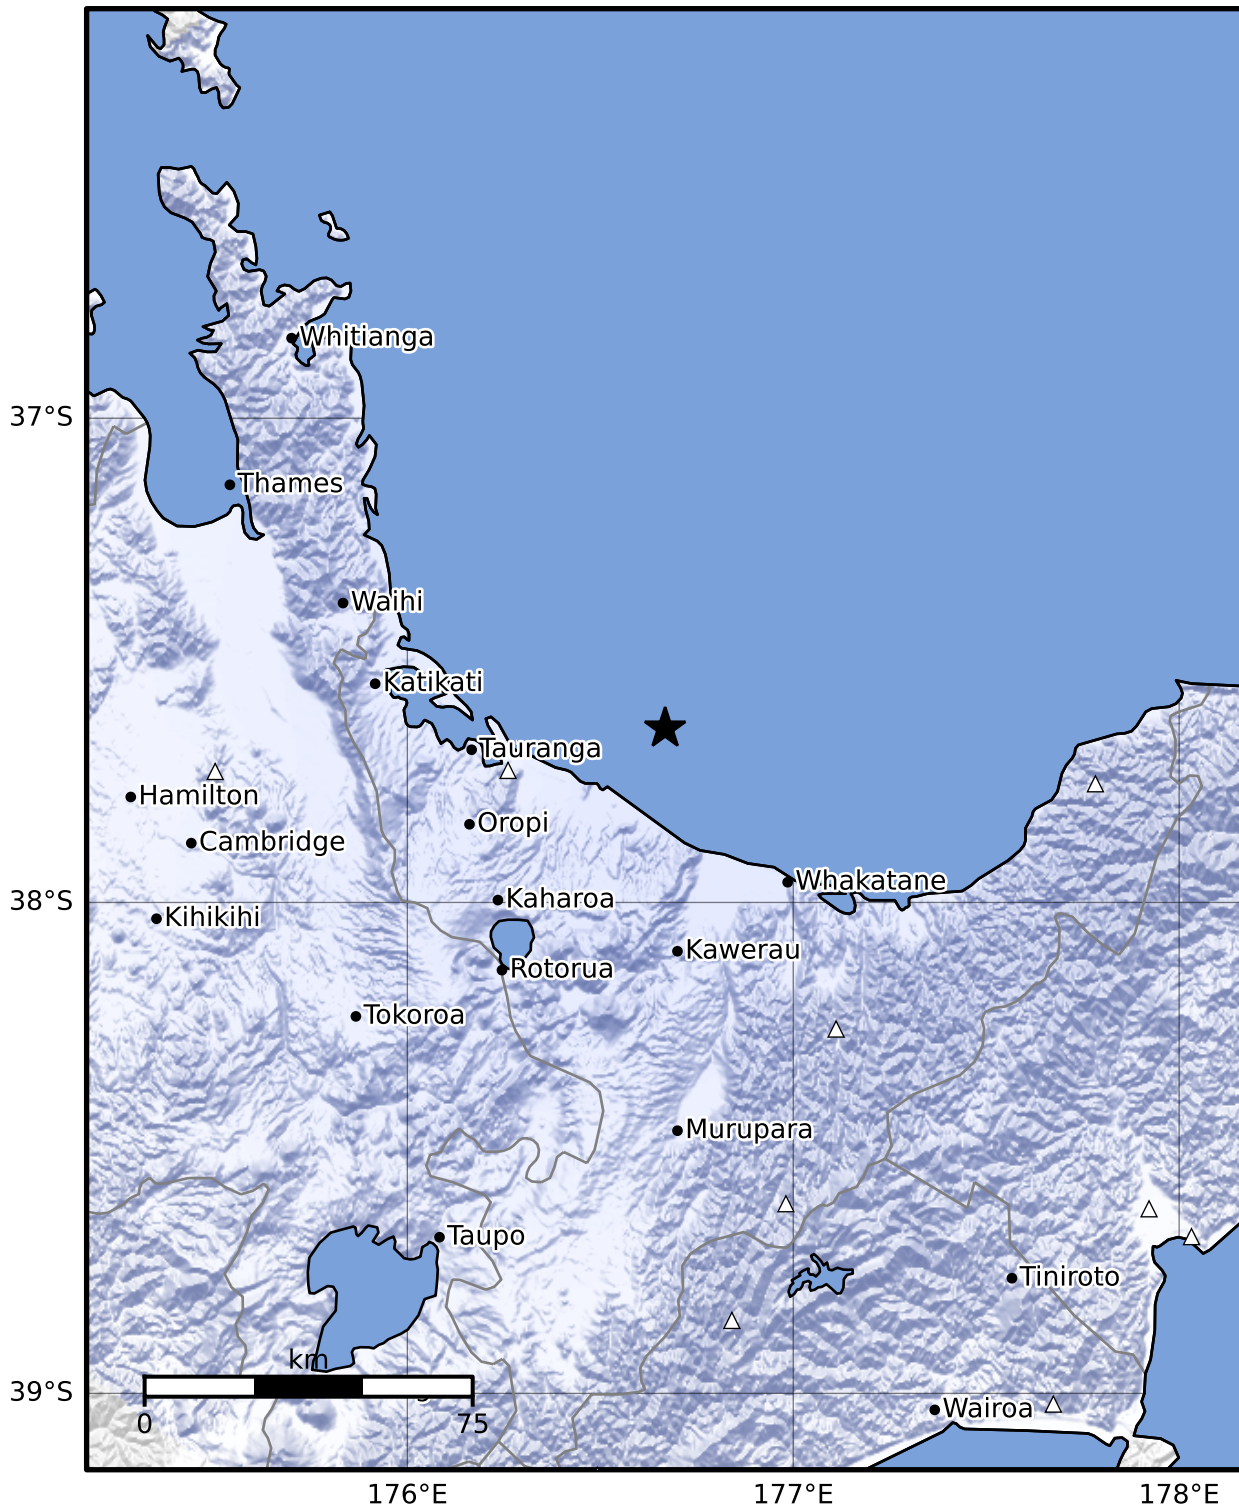 Whitianga
37°S
Thames
Waihi
Katikati
Tauranga
Hamilton
Oropi
Cambridge
Whakatane
Kaharoa
Kihikihi
Kawerau
Rotorua
Tokoroa
Murupara
Taupo
Tiniroto
38°S
km
39°S
0
75
Wairoa
176°E
177°E
178°E